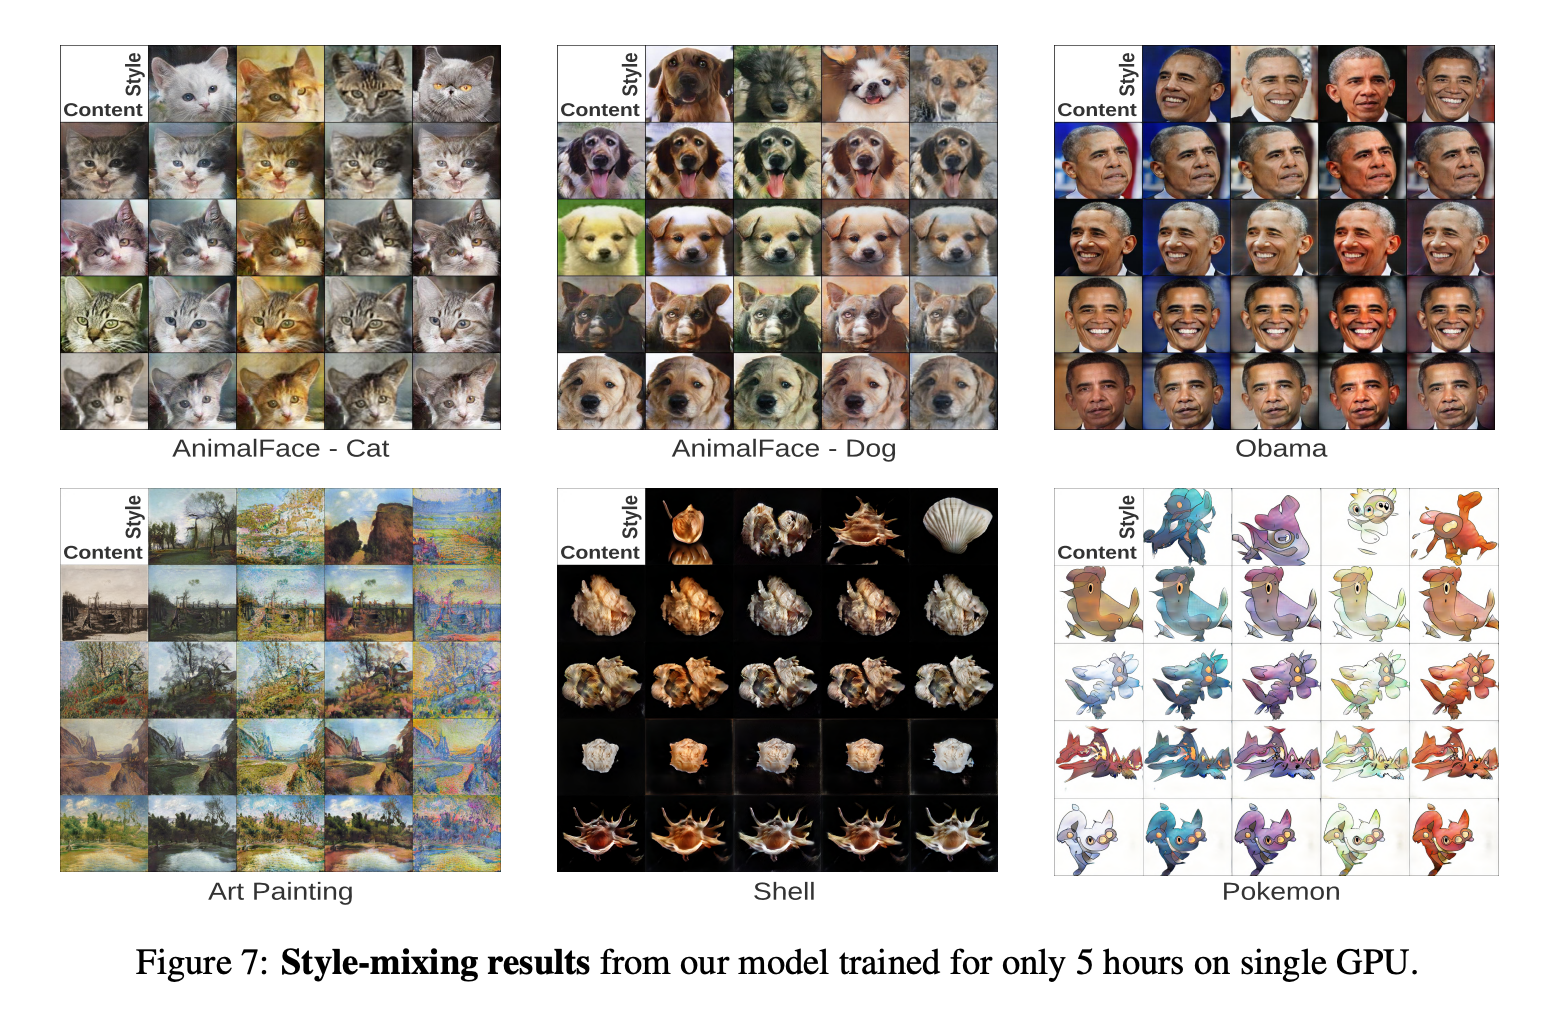 Style
Content
Style
Content
Style
Content
AnimalFace - Cat
AnimalFace - Dog
Obama
Style
Content
Style
Content
Style
Content
Art Painting
Shell
Pokemon
Figure 7: Style-mixing results from our model trained for only 5 hours on single GPU.